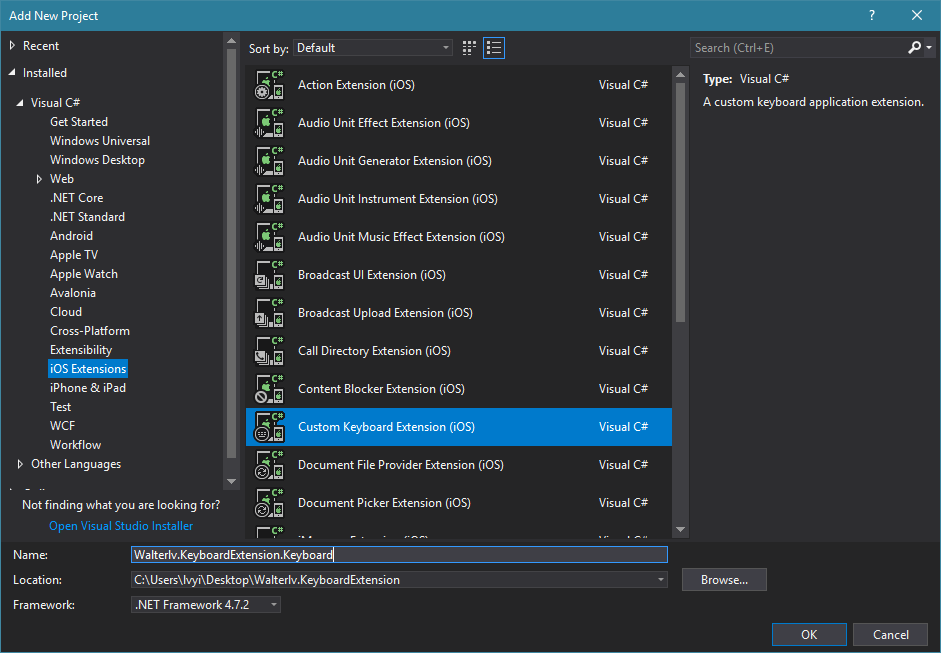 Add New Project
?
Recent
Installed
Visual C#
Get Started
Windows Universal
Windows Desktop
Web
.NET Core
.NET Standard
Android
Apple TV
Apple Watch
Avalonia
Cloud
Cross-Platform
Extensibility
iOS Extensions
iPhone & iPad
Test
WCF
Workflow
Other Languages
Not finding what you are looking for?
Open Visual Studio Installer
Sort by: Default
Action Extension (iOS) Visual C#
Audio Unit Effect Extension (iOS) Visual C#
Audio Unit Generator Extension (iOS) Visual C#
Audio Unit Instrument Extension (iOS) Visual C#
Audio Unit Music Effect Extension (iOS) Visual C#
Broadcast UI Extension (iOS) Visual C#
Broadcast Upload Extension (iOS) Visual C#
Call Directory Extension (iOS) Visual C#
Content Blocker Extension (iOS) Visual C#
Custom Keyboard Extension (iOS) Visual C#
Document File Provider Extension (iOS) Visual C#
Document Picker Extension (iOS) Visual C#
Search (Ctrl+E)
Type: Visual C#
A custom keyboard application extension.
Name: Walterlv.KeyboardExtension.Keyboard
Location: C:\Users\lvyi\Desktop\Walterlv.KeyboardExtension
Browse...
Framework: .NET Framework 4.7.2
OK
Cancel